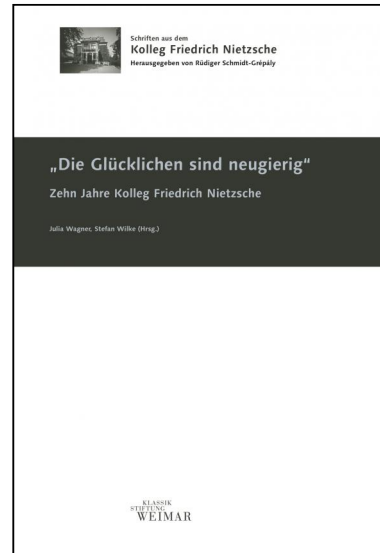 Schriften aus dem
Kolleg Friedrich Nietzsche
Herausgegeben von Rüdiger Schmidt-Grépály
„Die Glücklichen sind neugierig“
Zehn Jahre Kolleg Friedrich Nietzsche
Julia Wagner, Stefan Wilke (Hrsg.)
KLASSIK
STIFTUNG
WEIMAR